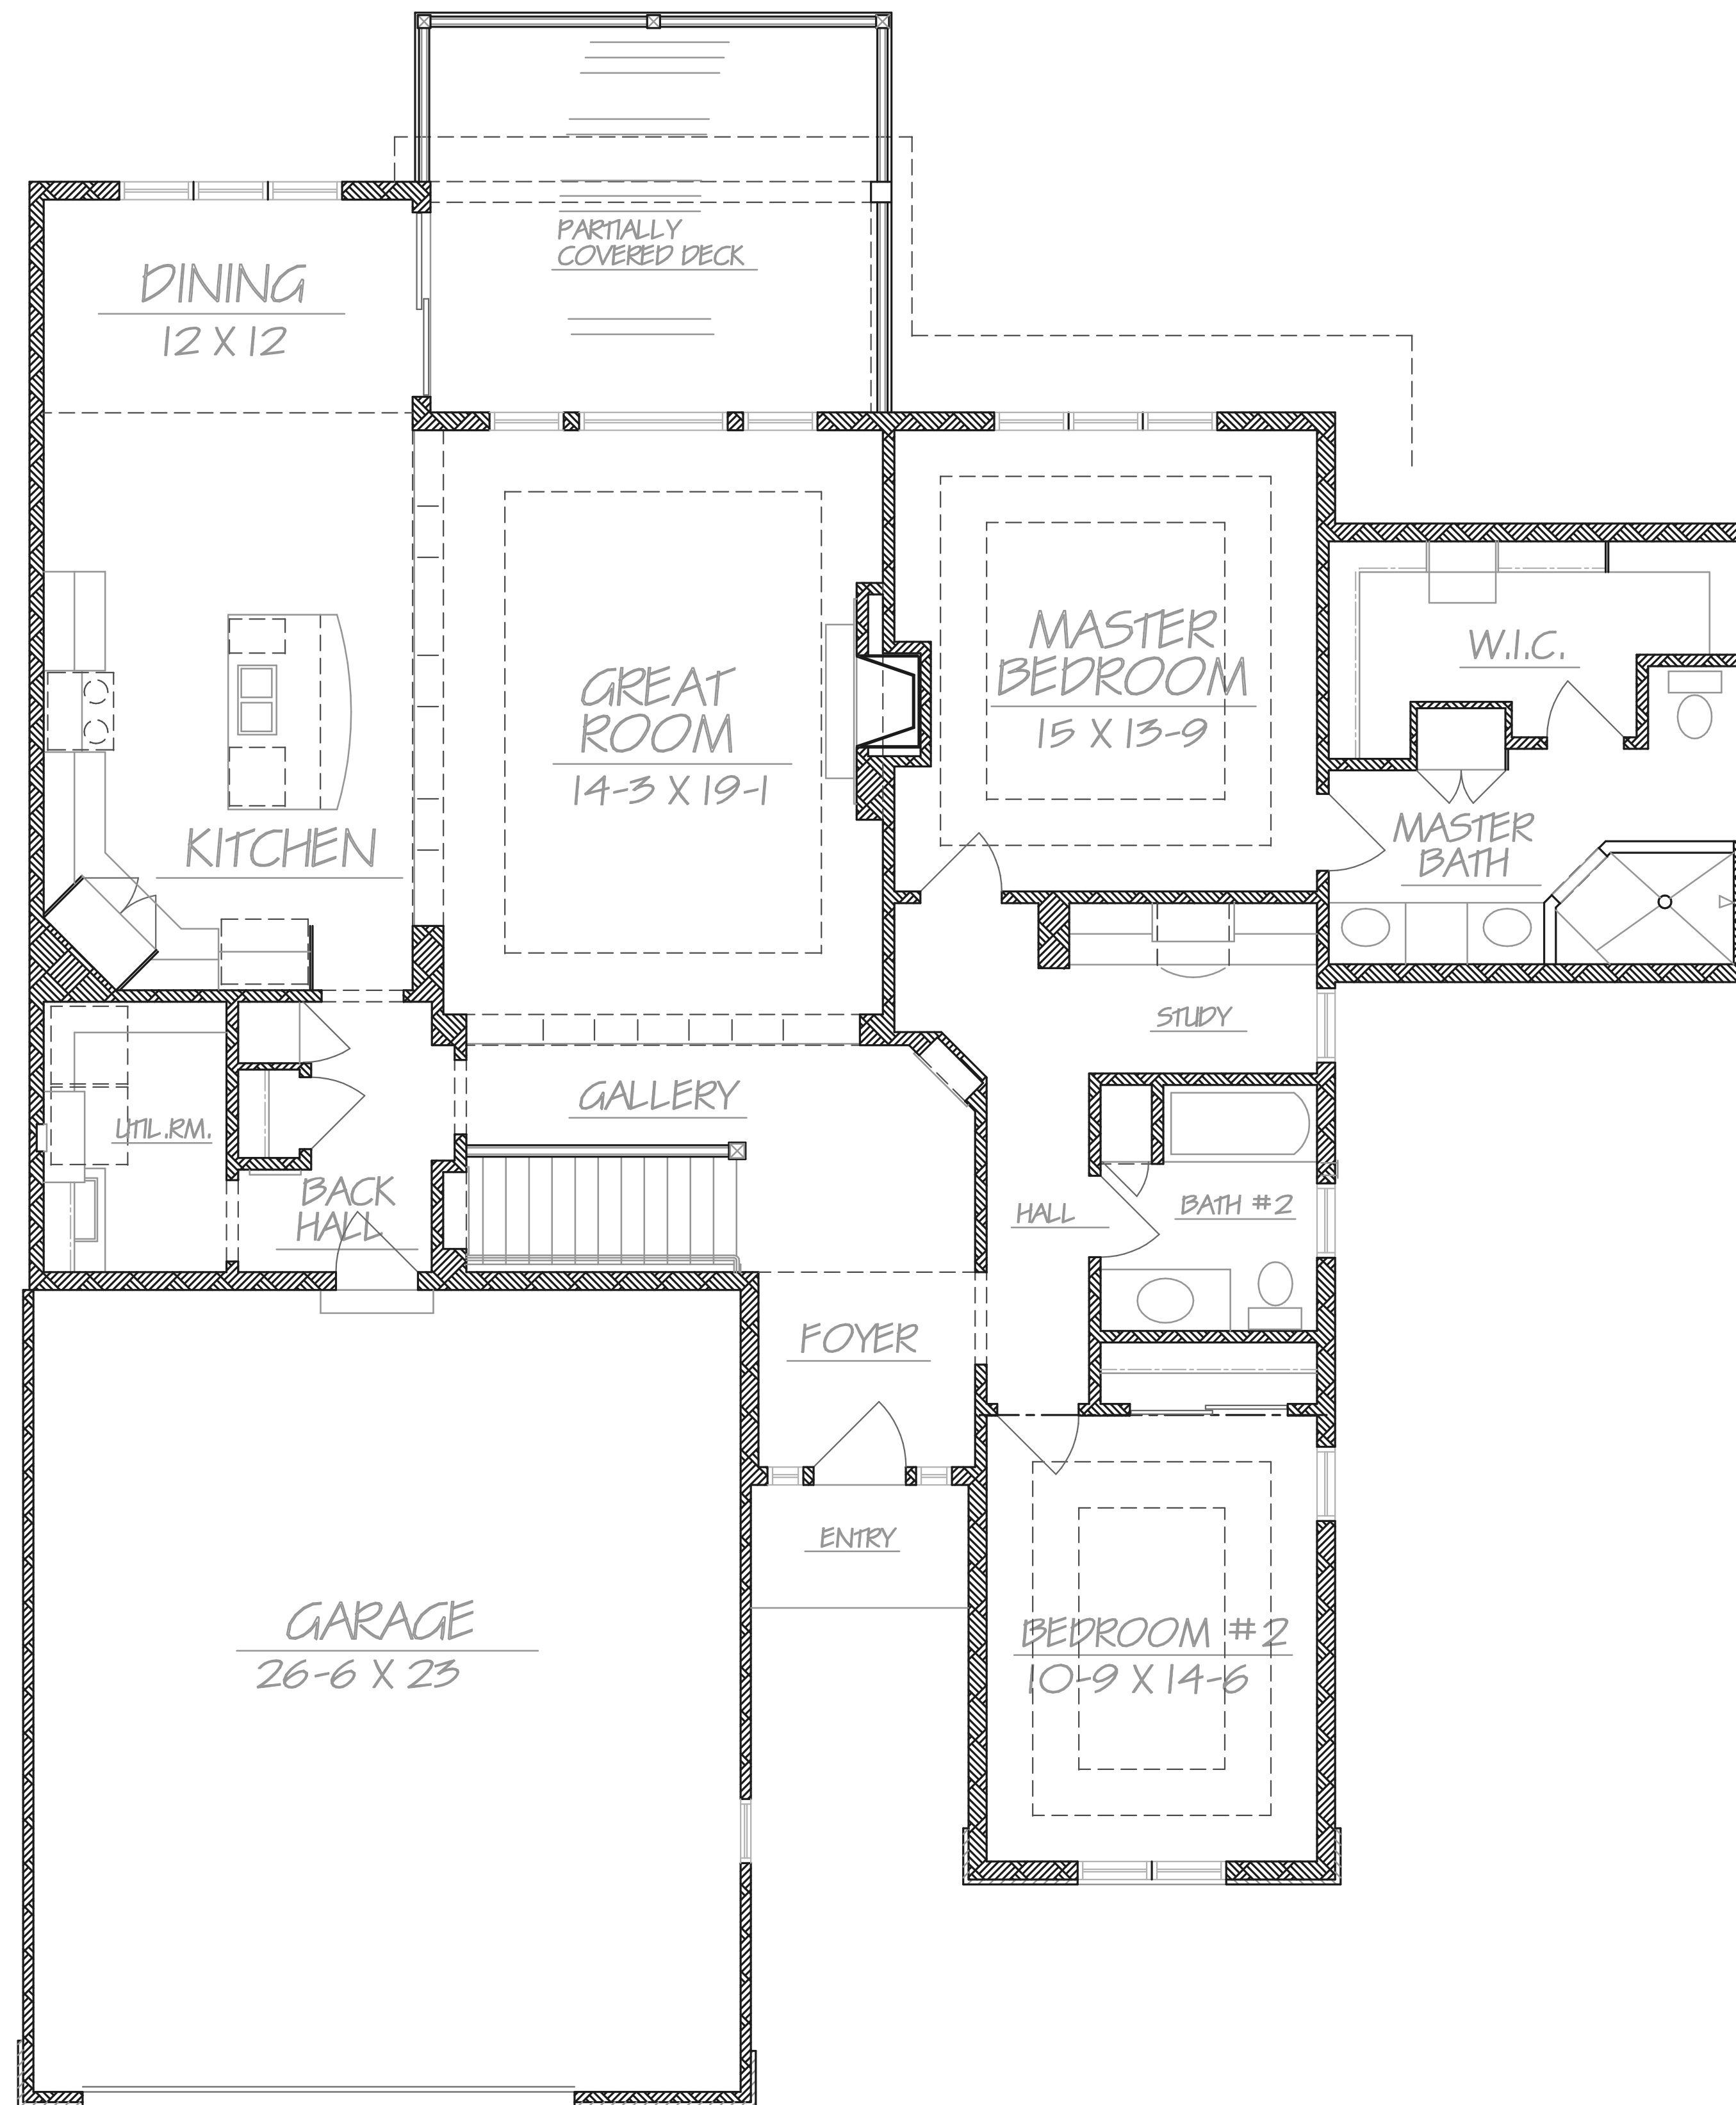 PARTIALLY
COVERED DECK
DINING
12 X 12
MASTER
BEDROOM
15 X 13-9
W.I.C.
GREAT
ROOM
14-3 X 19-1
KITCHEN
MASTER
BATH
STUDY
GALLERY
UTIL.RM.
BACK
HALL
HALL
BATH #2
FOYER
ENTRY
GARAGE
26-6 X 23
BEDROOM #2
10-9 X 14-6